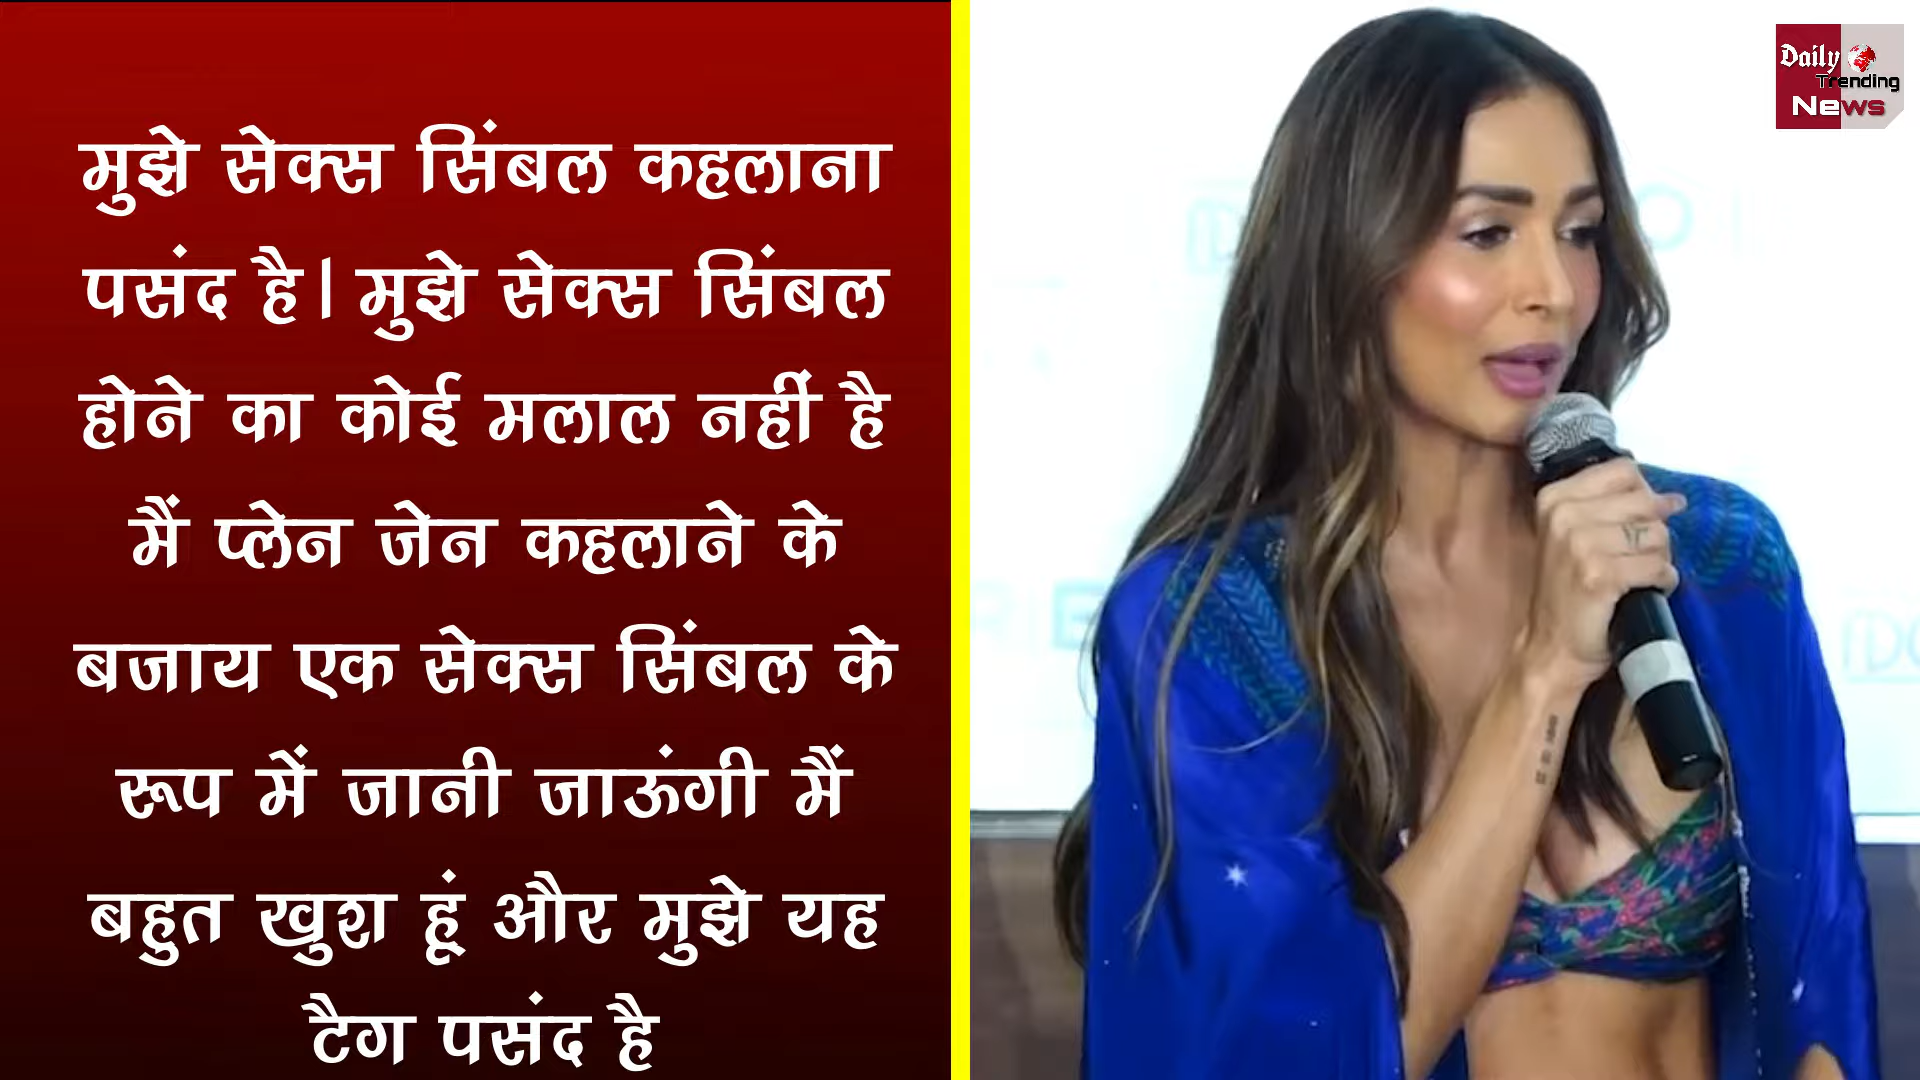 मुझे सेक्स सिंबल कहलाना
पसंद है। मुझे सेक्स सिंबल
होने का कोई मलाल नहीं है
मैं प्लेन जेन कहलाने के
बजाय एक सेक्स सिंबल के
रूप में जानी जाऊंगी मैं
बहुत खुश हूं और मुझे यह
टैग पसंद है
Daily
Trending
News